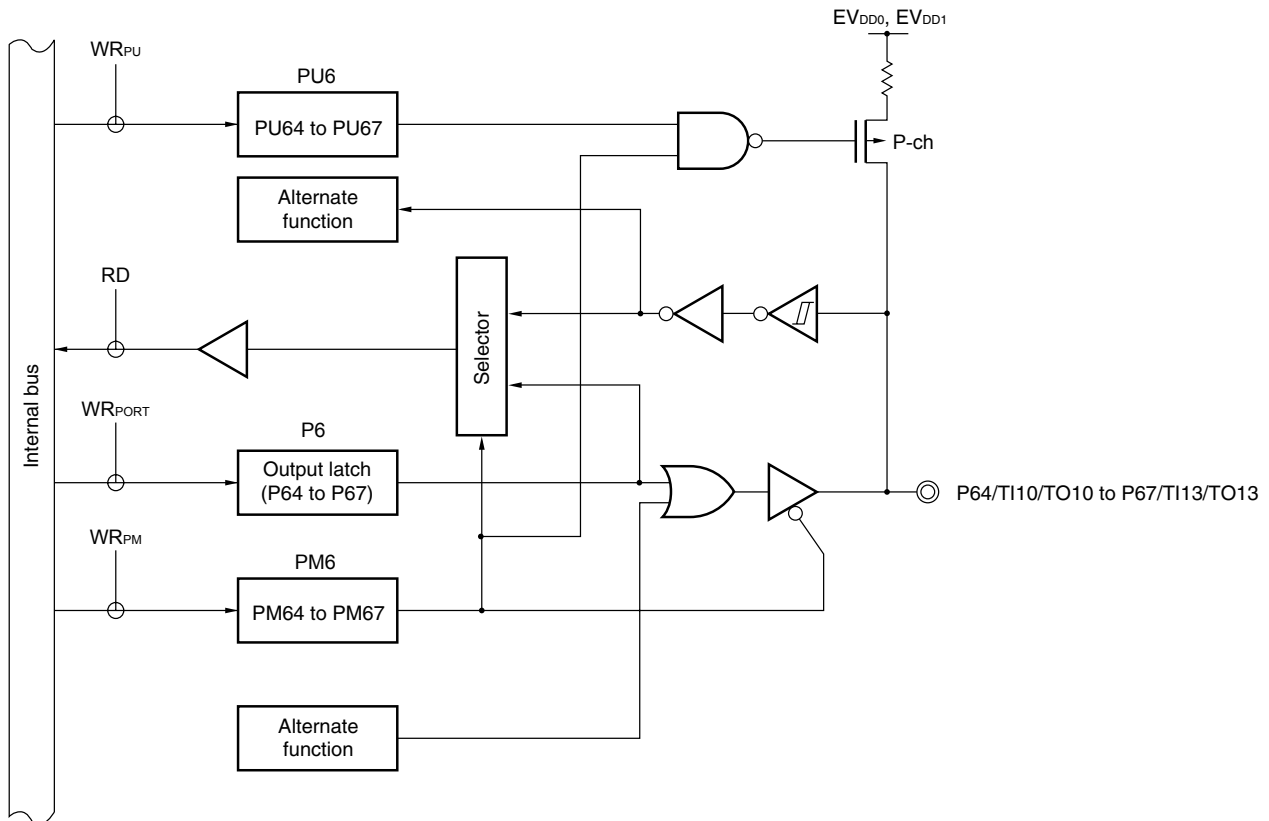 EVDD0, EVDD1
WRPU
PU6
PU64 to PU67
P-ch
Alternate
function
RD
Selector
Internal bus
WRPORT
P6
Output latch
(P64 to P67)
P64/TI10/TO10 to P67/TI13/TO13
WRPM
PM6
PM64 to PM67
Alternate
function